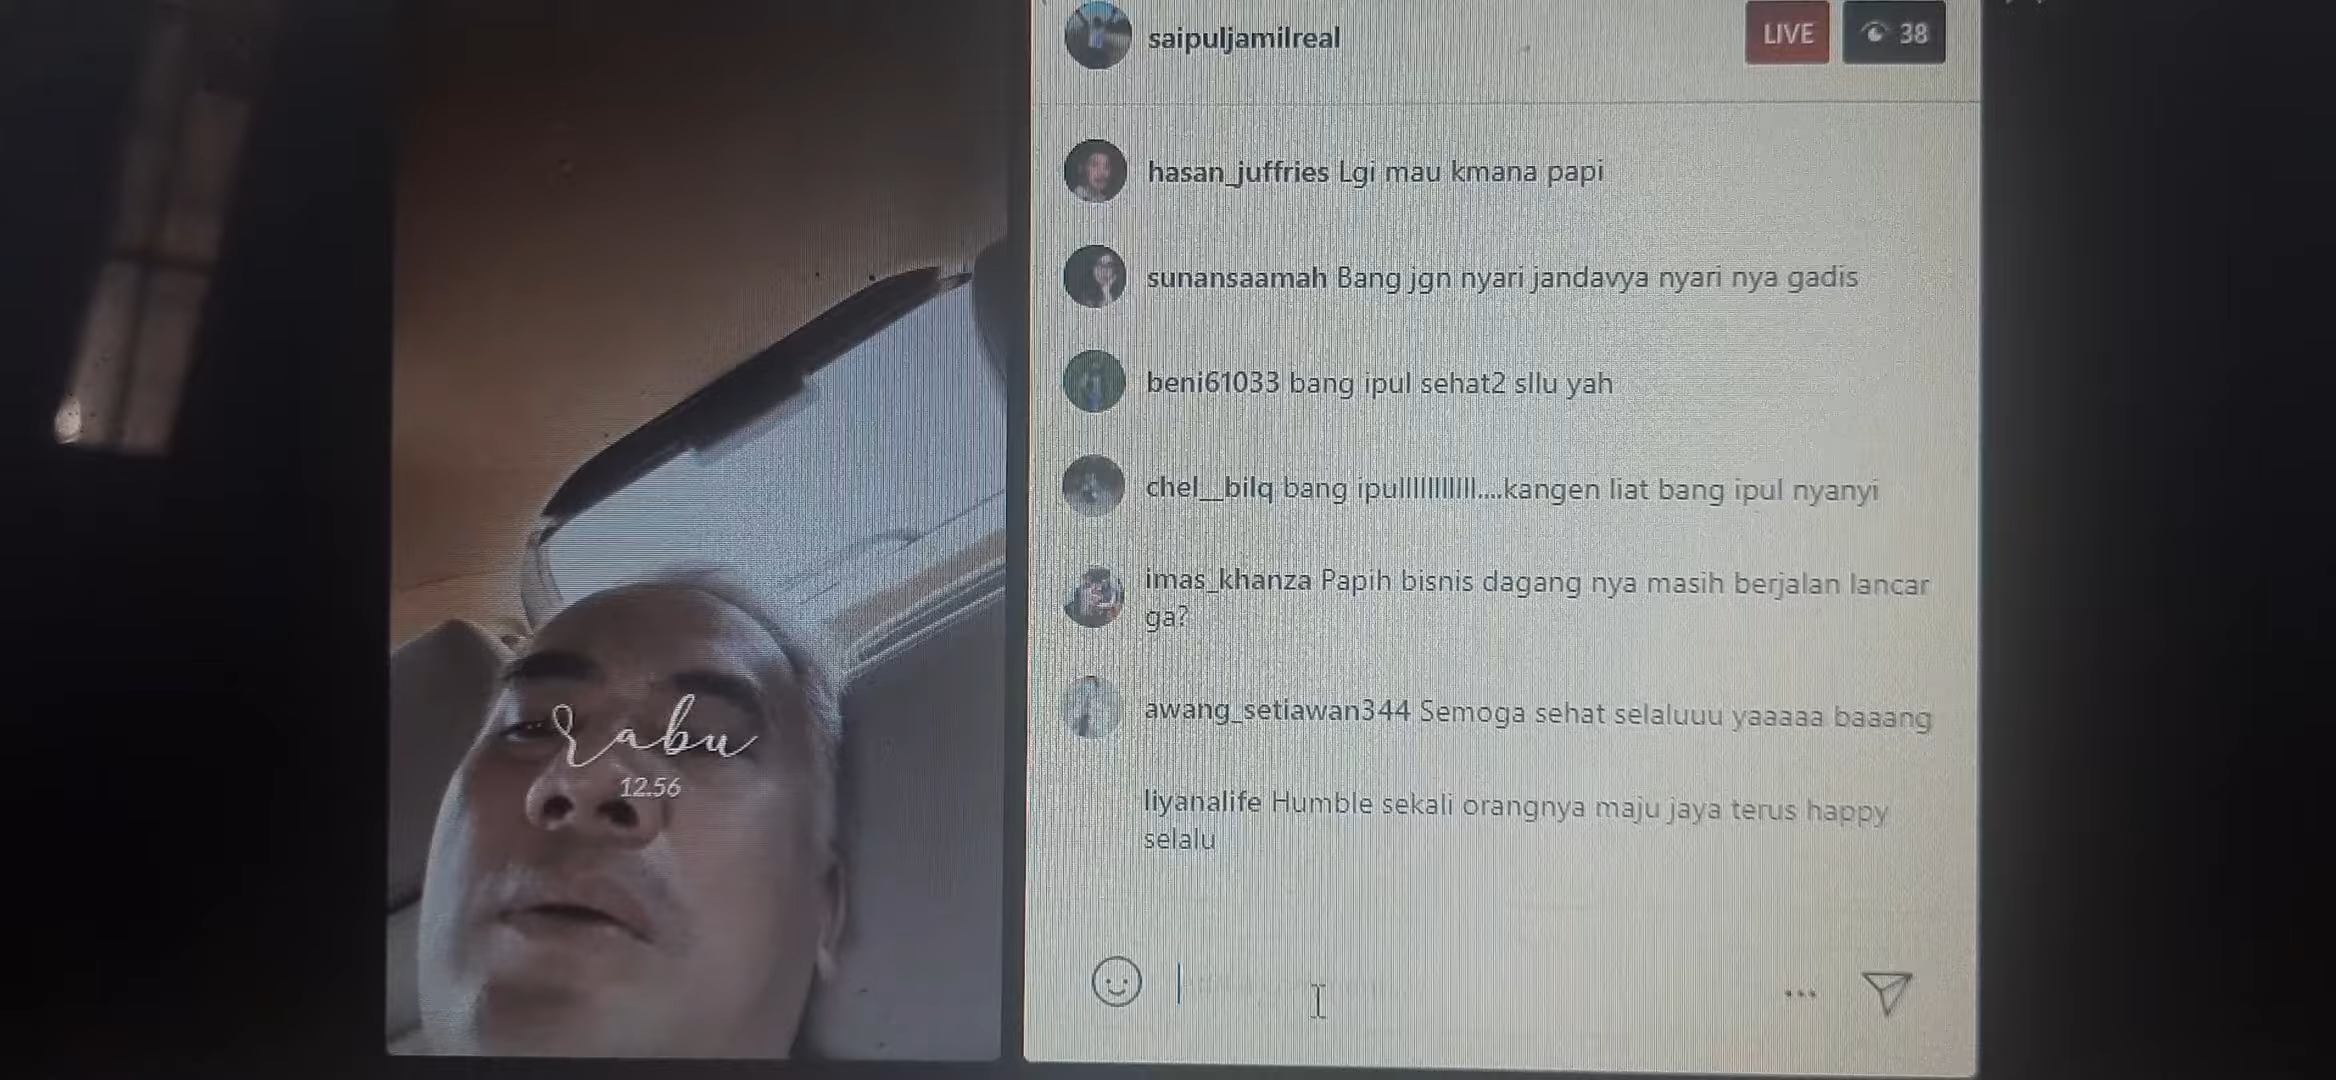 saipuljamilreal
LIVE
38
hasan_juffries Lgi mau kmana papi
sunansaamah Bang jgn nyari jandavya nyari nya gadis
beni61033 bang ipul sehat2 sllu yah
chel__bilq bang ipulllllllllllll....kangen liat bang ipul nyanyi
imas_khanza Papih bisnis dagang nya masih berjalan lancar
ga?
awang_setiawan344 Semoga sehat selaluuu yaaaaa baaang
liyanalife Humble sekali orangnya maju jaya terus happy
selalu
rabu
12.56